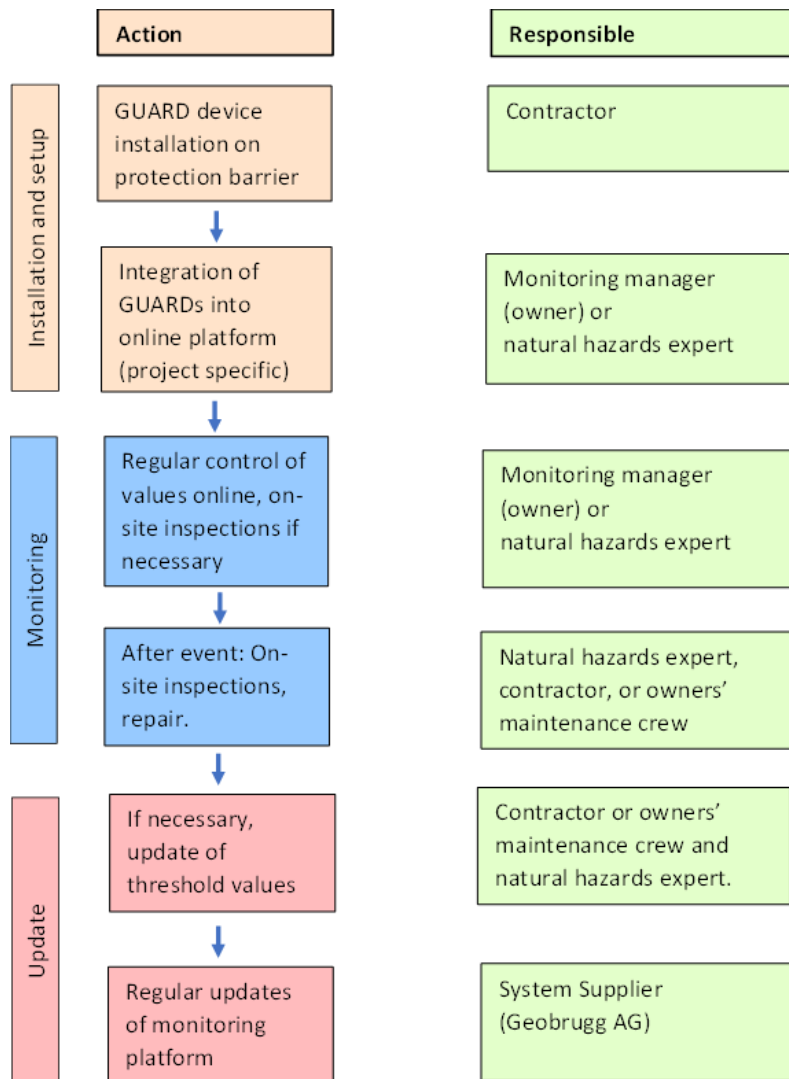 Action
Responsible
Installation and setup
GUARD device
installation on
protection barrier
Contractor
Integration of
GUARDs into
online platform
(project specific)
Monitoring manager
(owner) or
natural hazards expert
Monitoring
Regular control of
values online, on-
site inspections if
necessary
Monitoring manager
(owner) or
natural hazards expert
After event: On-
site inspections,
repair.
Natural hazards expert,
contractor, or owners’
maintenance crew
Update
If necessary,
update of
threshold values
Contractor or owners’
maintenance crew and
natural hazards expert.
Regular updates
of monitoring
platform
System Supplier
(Geobrugg AG)